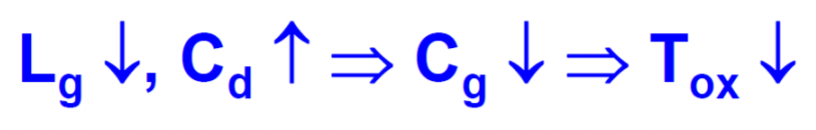 L_g ↓, C_d ↑ ⇒ C_g ↓ ⇒ T_ox ↓